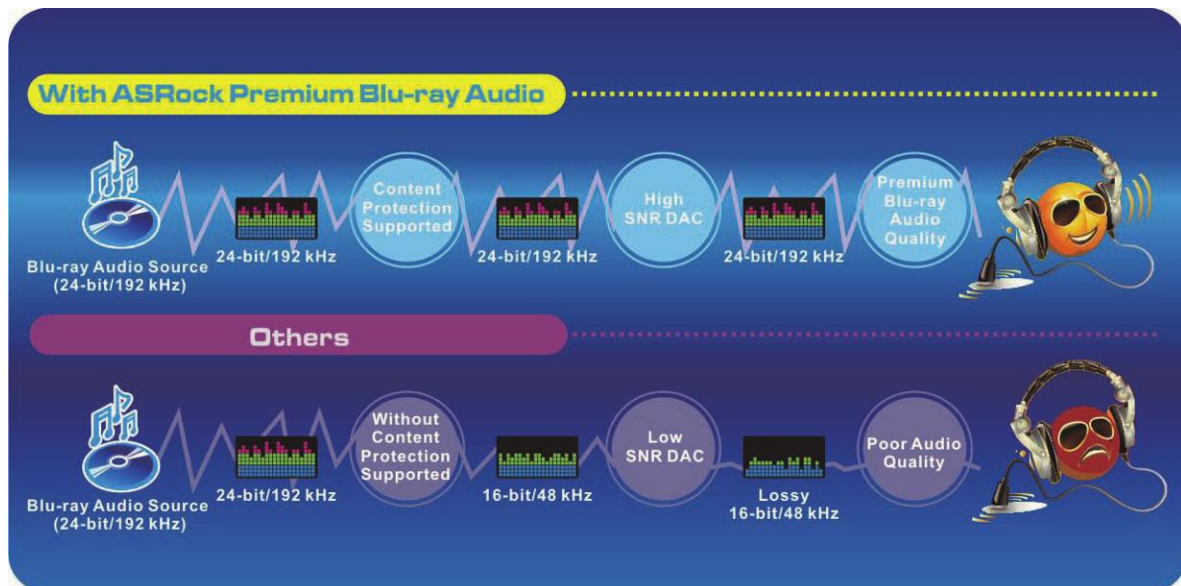 With ASRock Premium Blu-ray Audio
Blu-ray Audio Source
(24-bit/192 kHz)
24-bit/192 kHz
Content
Protection
Supported
24-bit/192 kHz
High
SNR DAC
24-bit/192 kHz
Premium
Blu-ray
Audio
Quality
Others
Blu-ray Audio Source
(24-bit/192 kHz)
24-bit/192 kHz
Without
Content
Protection
Supported
16-bit/48 kHz
Low
SNR DAC
Lossy
16-bit/48 kHz
Poor Audio
Quality